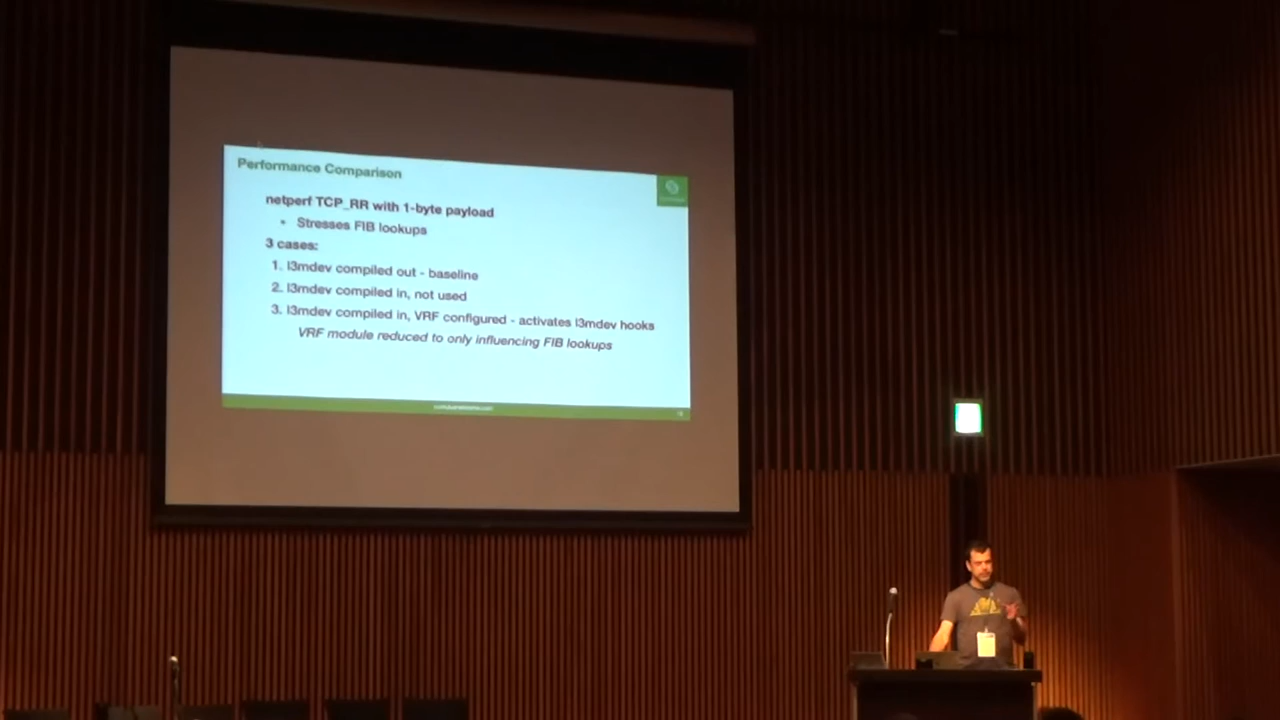 Performance Comparison
netperf TCP_RR with 1-byte payload
• Stresses FIB lookups
3 cases:
1. l3mdev compiled out - baseline
2. l3mdev compiled in, not used
3. l3mdev compiled in, VRF configured - activates l3mdev hooks
VRF module reduced to only influencing FIB lookups